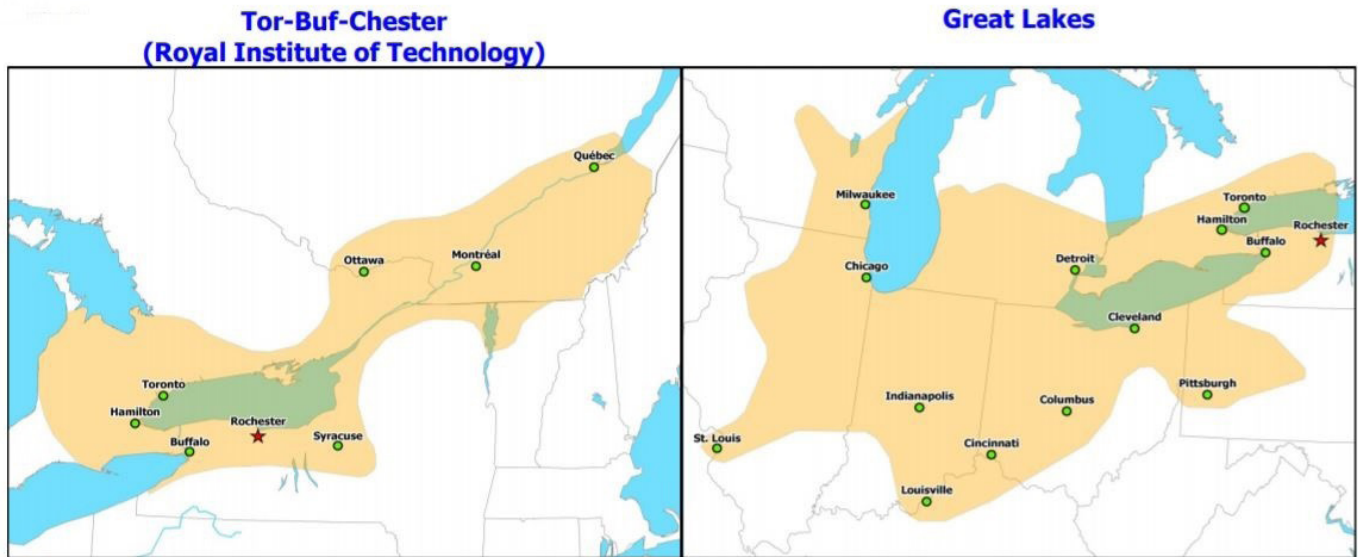 Tor-Buf-Chester
(Royal Institute of Technology)
Québec
Ottawa
Montréal
Toronto
Hamilton
Rochester
Buffalo
Syracuse
Great Lakes
Milwaukee
Toronto
Hamilton
Rochester
Buffalo
Detroit
Chicago
Cleveland
Pittsburgh
Indianapolis
Columbus
St. Louis
Cincinnati
Louisville